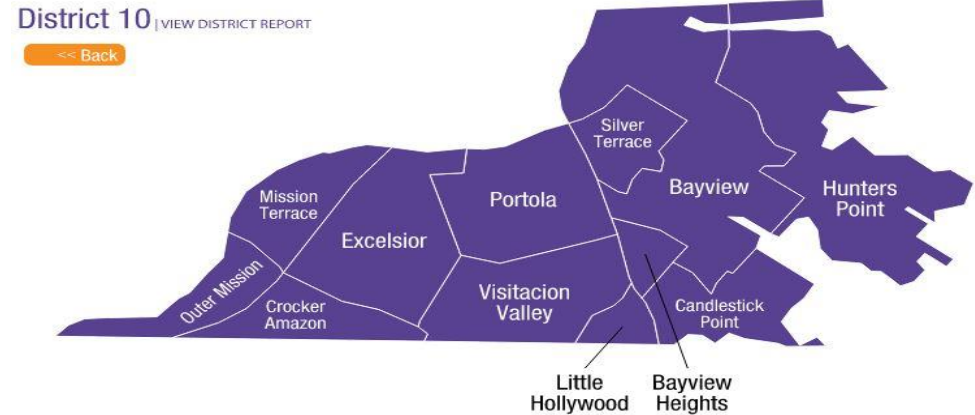 District 10 | VIEW DISTRICT REPORT
<< Back
Silver
Terrace
Mission
Terrace
Portola
Bayview
Hunters
Point
Excelsior
Outer Mission
Crocker
Amazon
Visitacion
Valley
Candlestick
Point
Little
Hollywood
Bayview
Heights